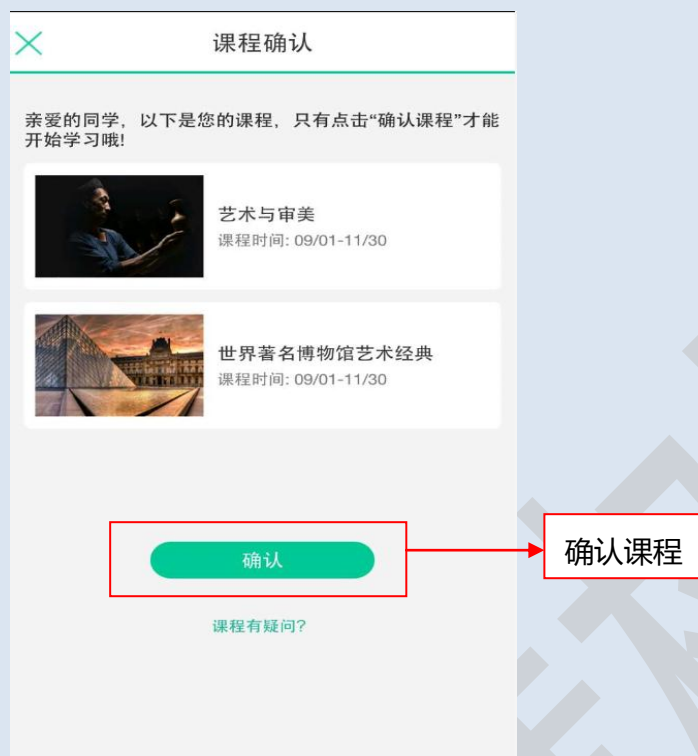 课程确认
亲爱的同学，以下是您的课程，只有点击“确认课程”才能
开始学习哦!
艺术与审美
课程时间: 09/01-11/30
世界著名博物馆艺术经典
课程时间: 09/01-11/30
确认
确认课程
课程有疑问?